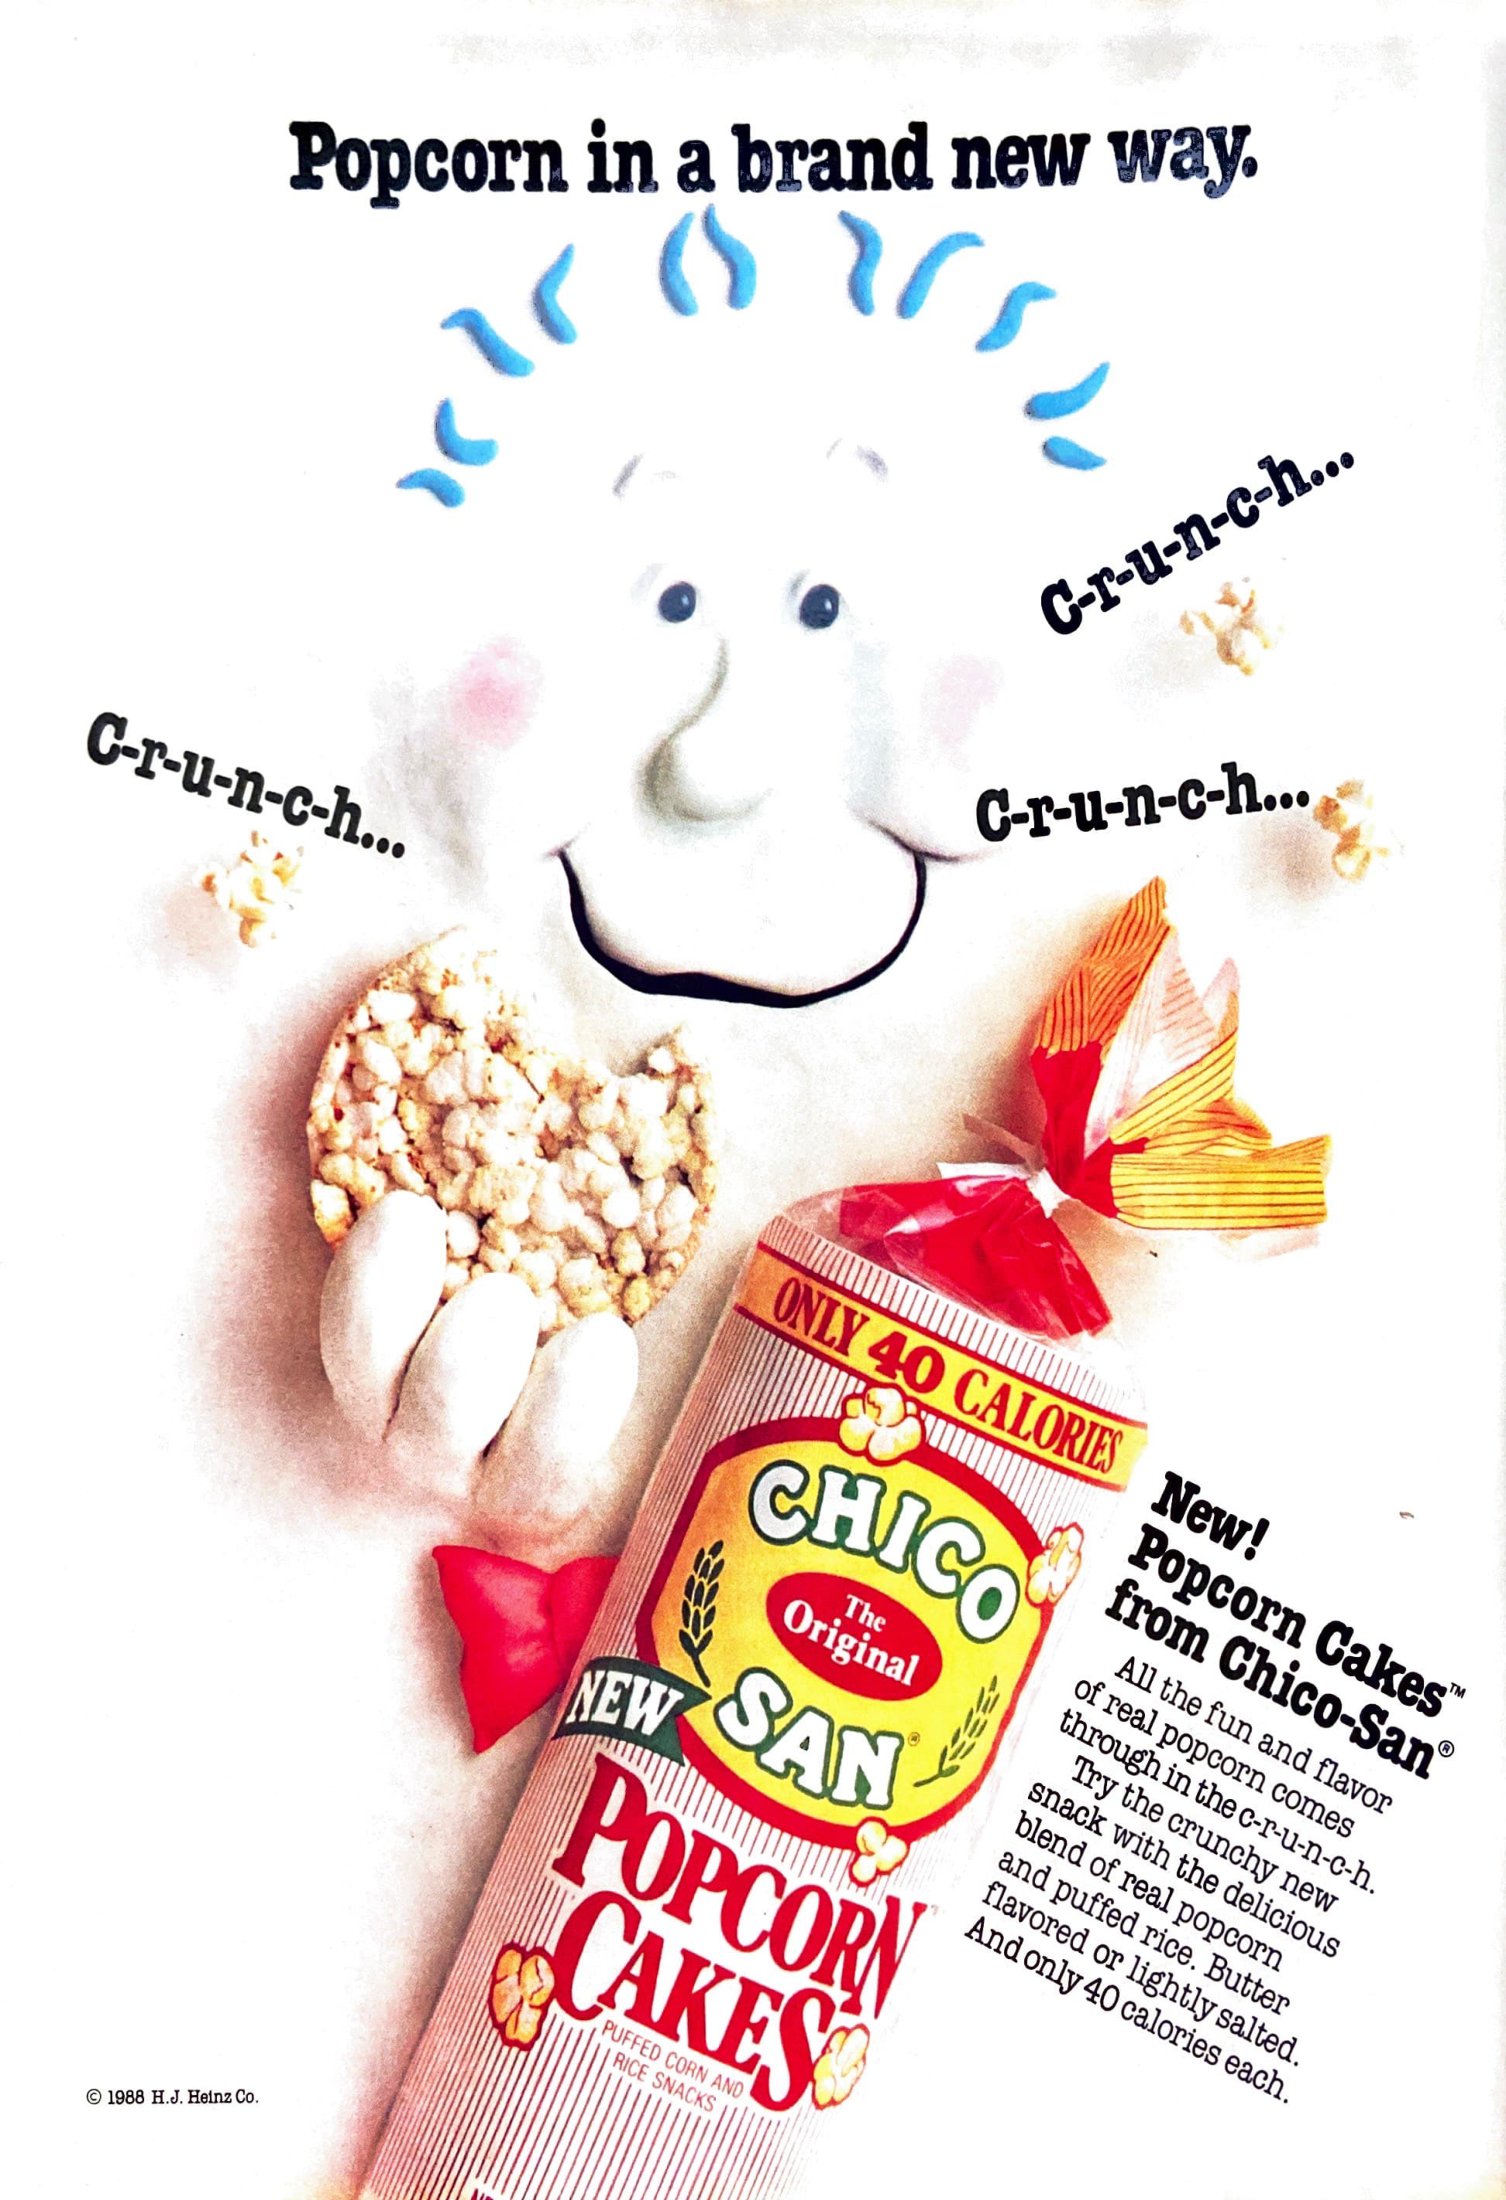 Popcorn in a brand new way.
C-r-u-n-c-h...
C-r-u-n-c-h...
C-r-u-n-c-h...
ONLY 40 CALORIES
CHICO
The
Original
SAN®
NEW
POPCORN
CAKES
PUFFED CORN AND
RICE SNACKS
New!
Popcorn Cakes™
from Chico-San®
All the fun and flavor
of real popcorn comes
through in the c-r-u-n-c-h.
Try the crunchy new
snack with the delicious
blend of real popcorn
and puffed rice. Butter
flavored or lightly salted.
And only 40 calories each.
© 1988 H.J. Heinz Co.